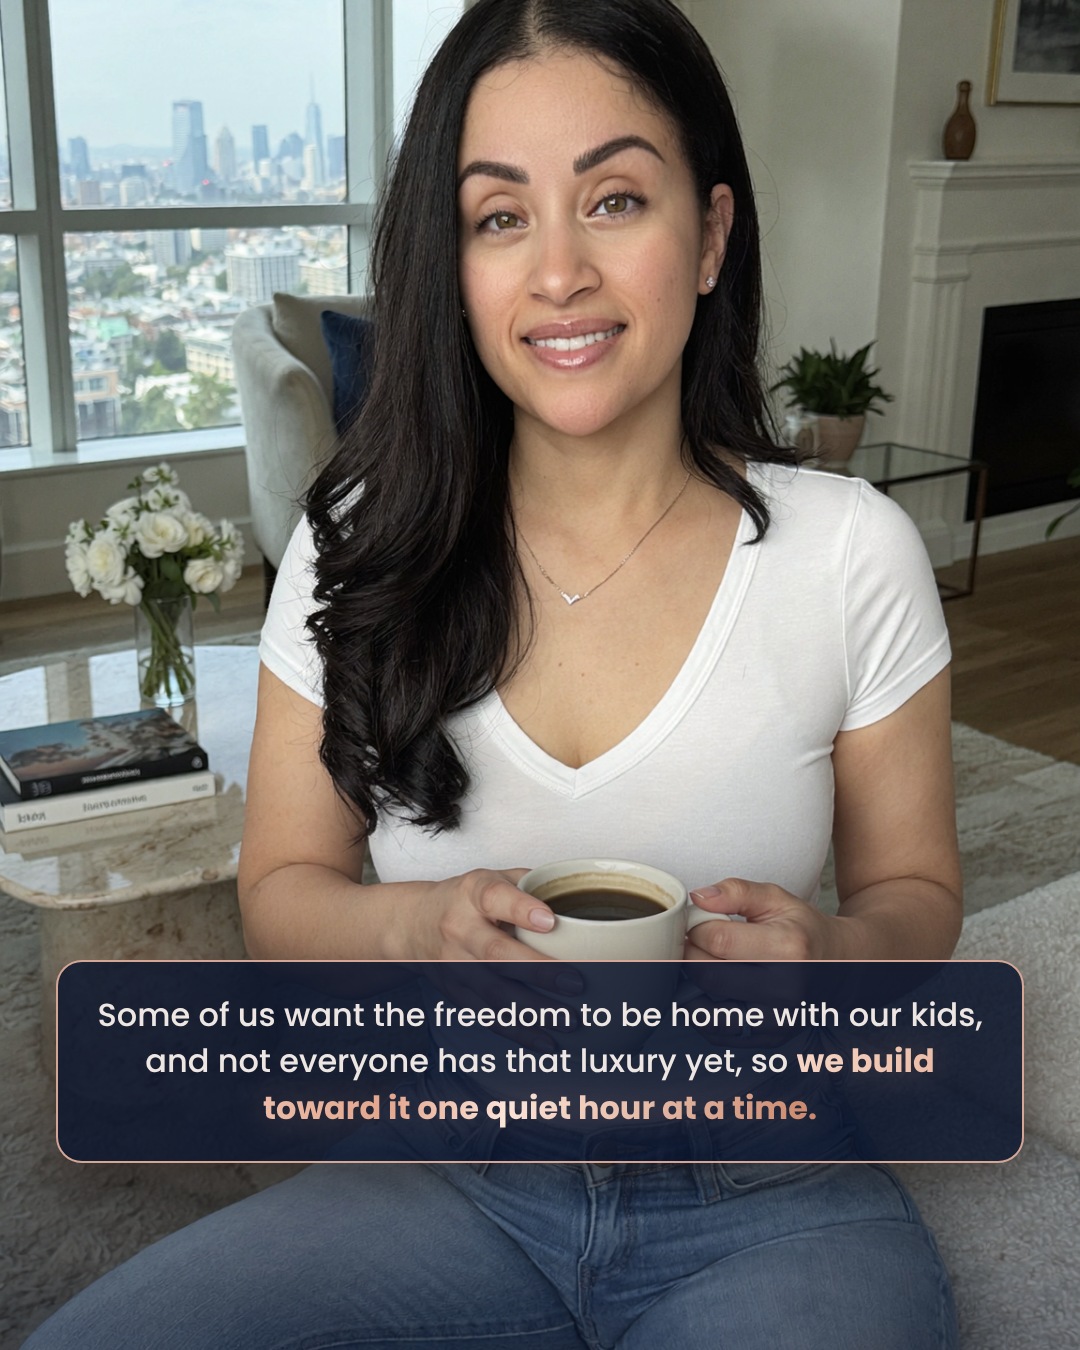 Some of us want the freedom to be home with our kids,
and not everyone has that luxury yet, so we build
toward it one quiet hour at a time.